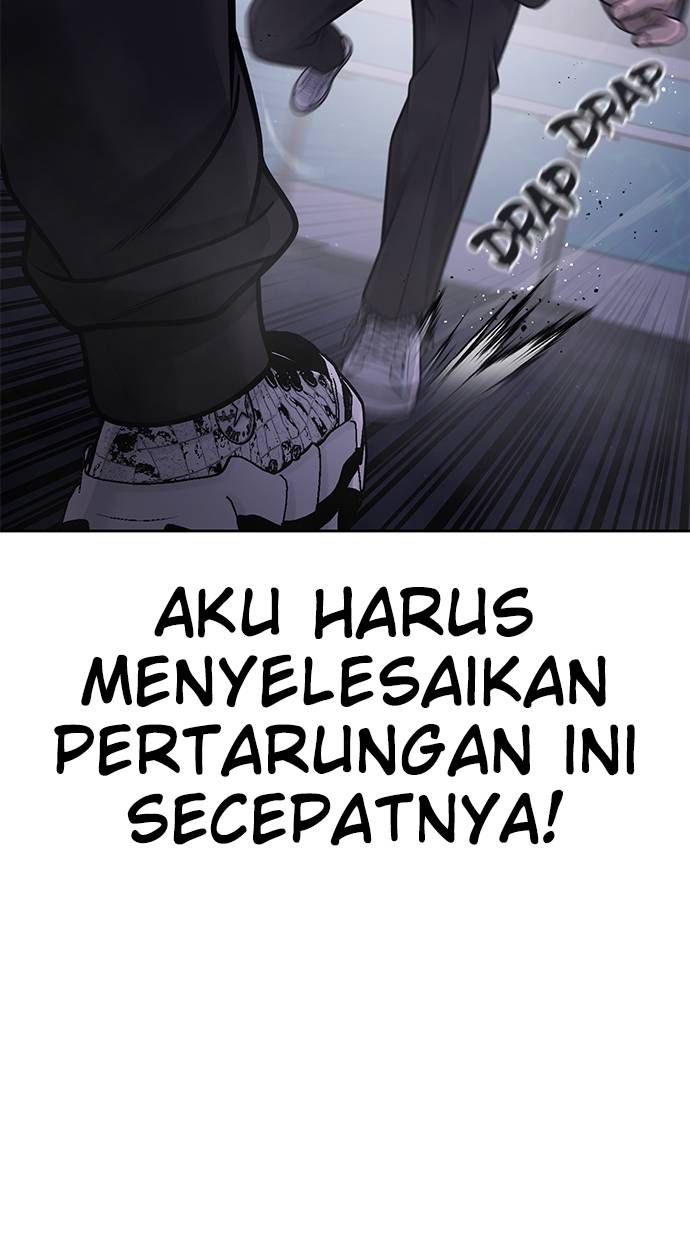 DRAP
DRAP
AKU HARUS
MENYELESAIKAN
PERTARUNGAN INI
SECEPATNYA!